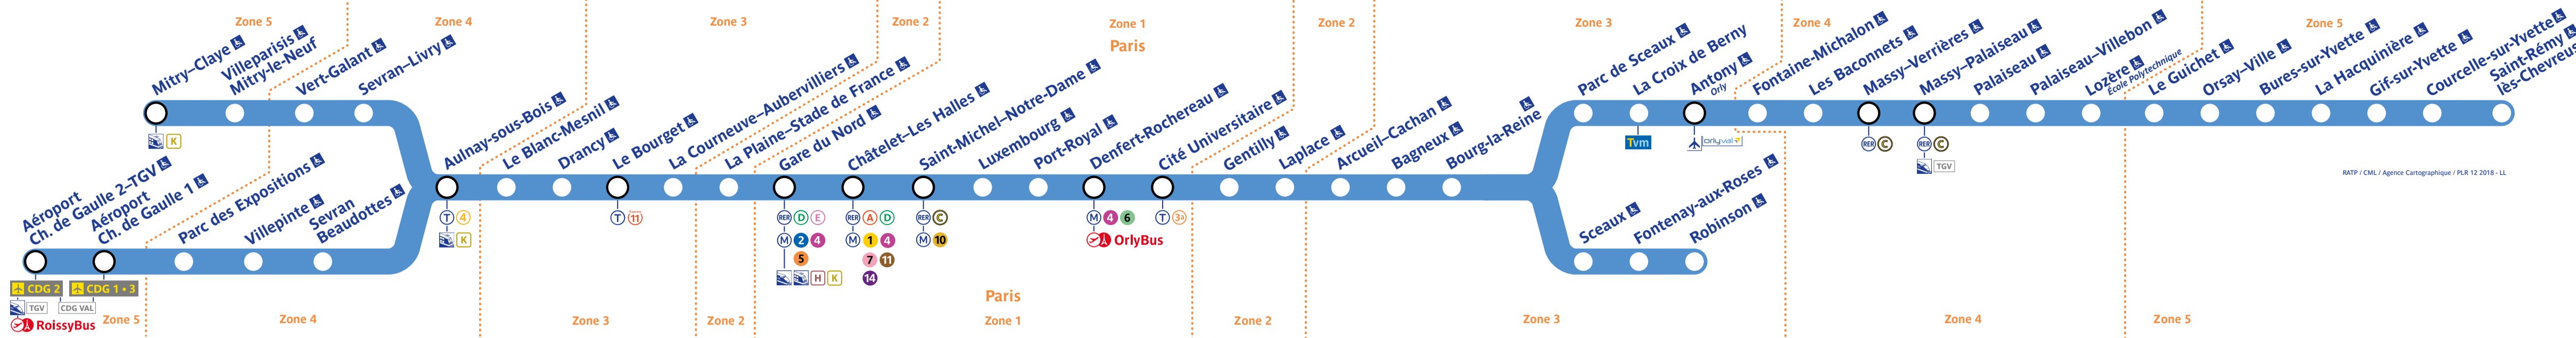 Zone 5
Zone 4
Zone 3
Zone 2
Zone 1
Paris
Zone 2
Zone 3
Zone 4
Zone 5
Mitry–Claye
Villeparisis
Mitry-le-Neuf
Vert-Galant
Sevran–Livry
K
Aéroport
Ch. de Gaulle 2–TGV
Aéroport
Ch. de Gaulle 1
Parc des Expositions
Villepinte
Sevran
Beaudottes
CDG 2
CDG 1 • 3
TGV
CDG VAL
RoissyBus
Aulnay-sous-Bois
T 4
K
Le Blanc-Mesnil
Drancy
Le Bourget
T 11
La Courneuve–Aubervilliers
La Plaine–Stade de France
Gare du Nord
RER D E
M 2 4
5
H K
Châtelet–Les Halles
RER A D
M 1 4
7 11
14
Saint-Michel–Notre-Dame
RER C
M 10
Luxembourg
Port-Royal
Denfert-Rochereau
M 4 6
OrlyBus
Cité Universitaire
T 3a
Gentilly
Laplace
Arcueil–Cachan
Bagneux
Bourg-la-Reine
Parc de Sceaux
La Croix de Berny
Tvm
Antony
Orly
orlyval
Fontaine-Michalon
Les Baconnets
Massy–Verrières
RER C
Massy–Palaiseau
RER C
TGV
Palaiseau
Palaiseau–Villebon
Lozère
École Polytechnique
Le Guichet
Orsay–Ville
Bures-sur-Yvette
La Hacquinière
Gif-sur-Yvette
Courcelle-sur-Yvette
Saint-Rémy
lès-Chevreu
Sceaux
Fontenay-aux-Roses
Robinson
RATP / CML / Agence Cartographique / PLR 12 2018 - LL
Zone 5
Zone 4
Zone 3
Zone 2
Paris
Zone 1
Zone 2
Zone 3
Zone 4
Zone 5